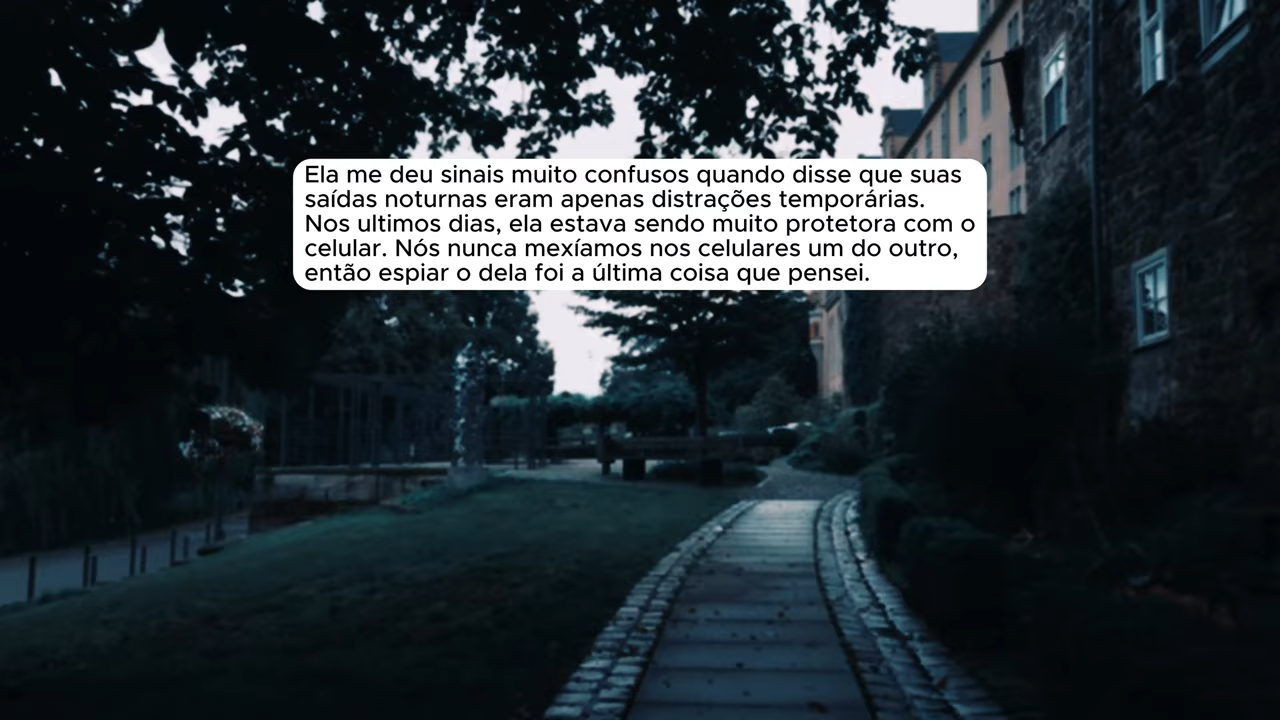 Ela me deu sinais muito confusos quando disse que suas
saídas noturnas eram apenas distrações temporárias.
Nos ultimos dias, ela estava sendo muito protetora com o
celular. Nós nunca mexíamos nos celulares um do outro,
então espiar o dela foi a última coisa que pensei.